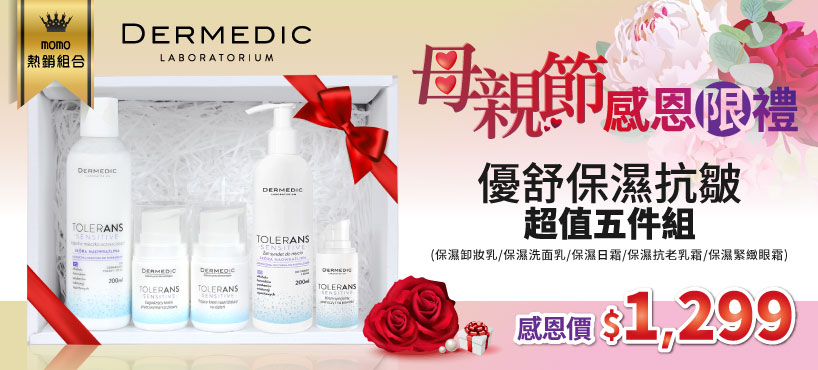 momo
熱銷組合
DERMEDIC
LABORATORIUM
母親節感恩限禮
優舒保濕抗皺
超值五件組
(保濕卸妝乳/保濕洗面乳/保濕日霜/保濕抗老乳霜/保濕緊緻眼霜)
感恩價 $1,299
DERMEDIC
LABORATORIUM
TOLERANS
SENSITIVE
200ml
DERMEDIC
TOLERANS
SENSITIVE
DERMEDIC
TOLERANS
SENSITIVE
DERMEDIC
LABORATORIUM
TOLERANS
SENSITIVE
200ml
DERMEDIC
TOLERANS
SENSITIVE